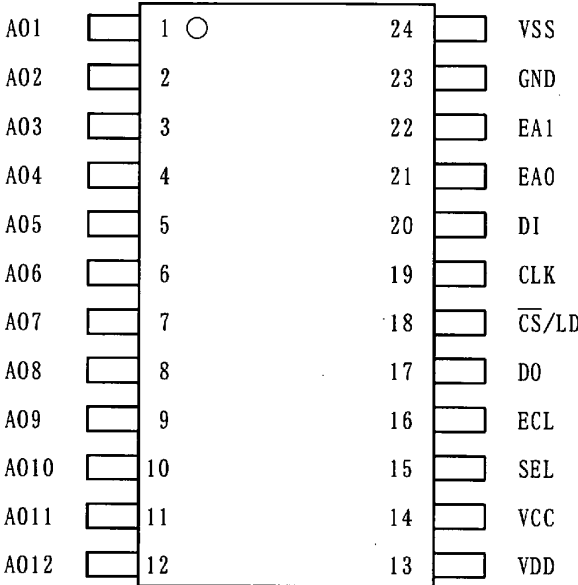 AO1 1 24 VSS
AO2 2 23 GND
AO3 3 22 EA1
AO4 4 21 EA0
AO5 5 20 DI
AO6 6 19 CLK
AO7 7 18 C̅S̅/LD
AO8 8 17 DO
AO9 9 16 ECL
AO10 10 15 SEL
AO11 11 14 VCC
AO12 12 13 VDD